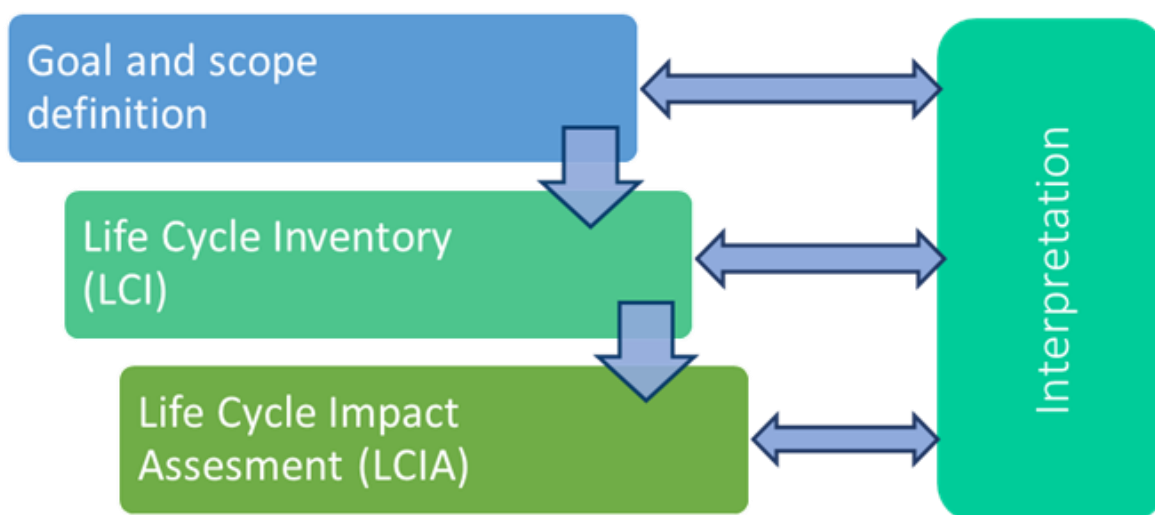 Goal and scope
definition
Life Cycle Inventory
(LCI)
Life Cycle Impact
Assesment (LCIA)
Interpretation